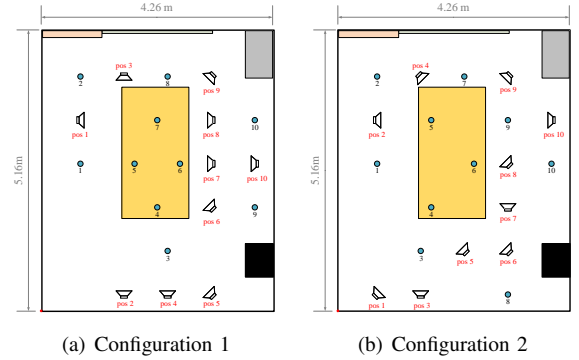 4.26 m
4.26 m
5.16m
5.16m
pos 3
2
8
pos 9
pos 1
7
pos 8
10
1
5
6
pos 7
pos 10
4
pos 6
9
3
pos 2
pos 4
pos 5
pos 4
2
7
pos 9
pos 2
5
9
pos 10
1
6
pos 8
10
4
pos 7
3
pos 5
pos 6
pos 1
pos 3
8
(a) Configuration 1
(b) Configuration 2